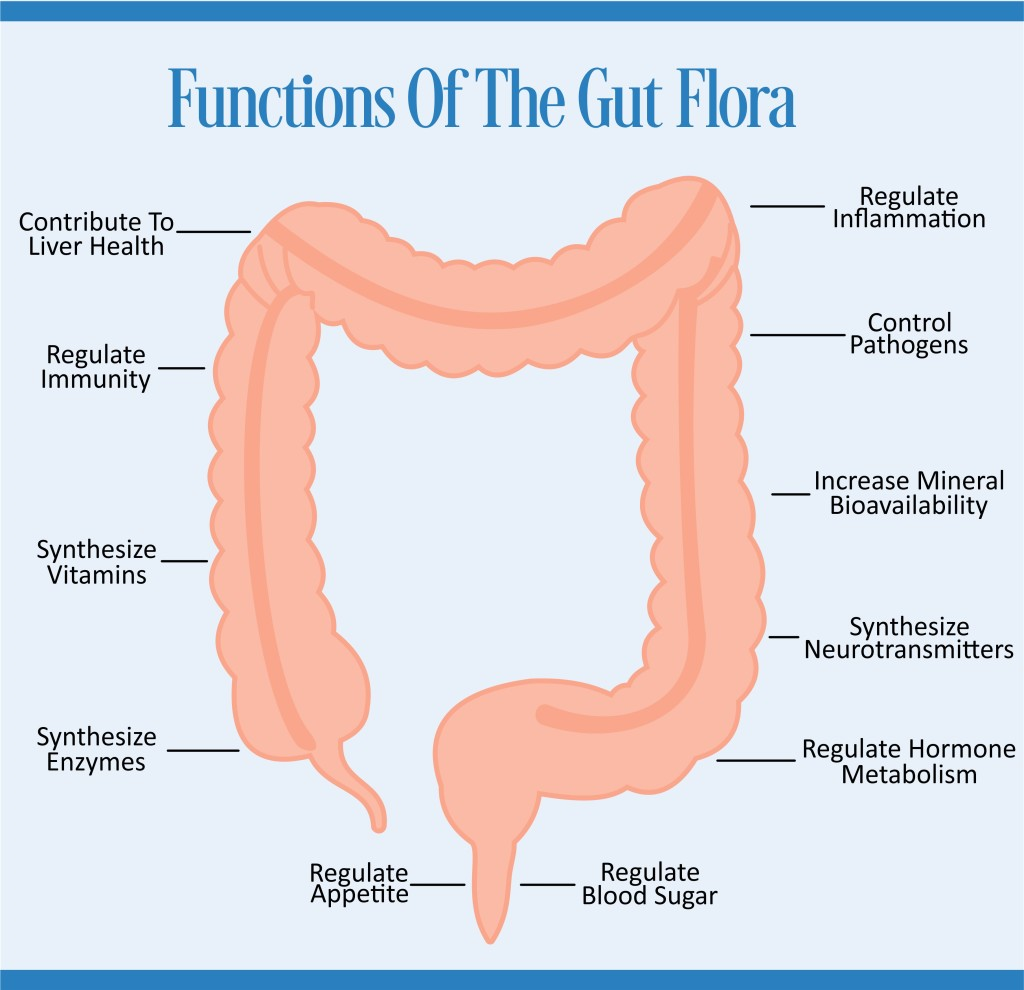 Functions Of The Gut Flora
Contribute To
Liver Health
Regulate
Immunity
Synthesize
Vitamins
Synthesize
Enzymes
Regulate
Appetite
Regulate
Inflammation
Control
Pathogens
Increase Mineral
Bioavailability
Synthesize
Neurotransmitters
Regulate Hormone
Metabolism
Regulate
Blood Sugar